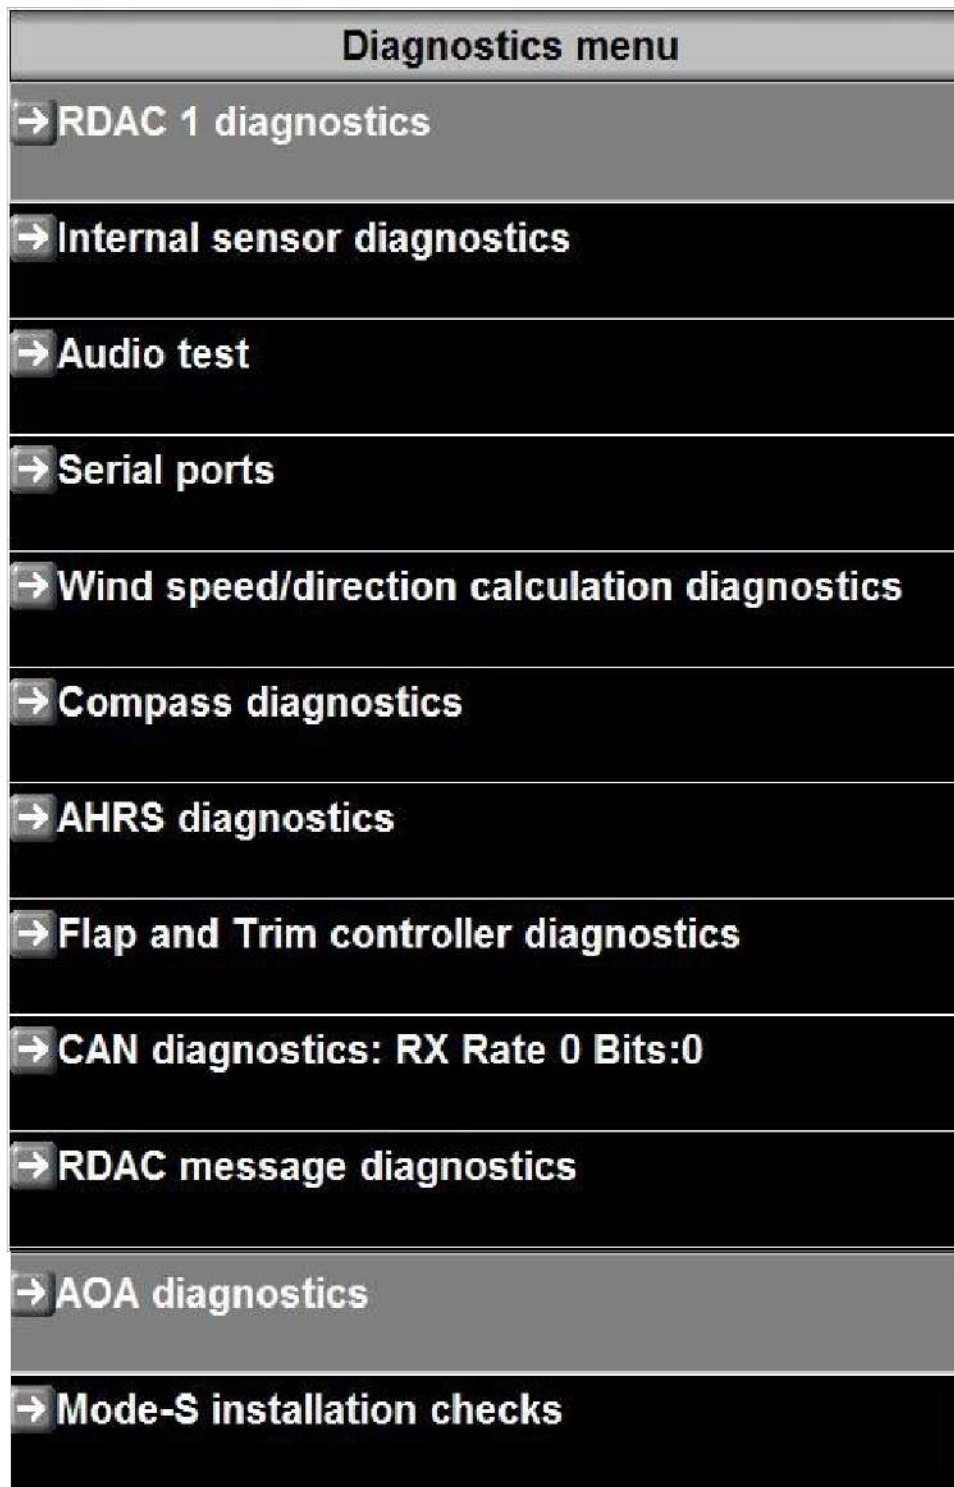 Diagnostics menu
RDAC 1 diagnostics
Internal sensor diagnostics
Audio test
Serial ports
Wind speed/direction calculation diagnostics
Compass diagnostics
AHRS diagnostics
Flap and Trim controller diagnostics
CAN diagnostics: RX Rate 0 Bits:0
RDAC message diagnostics
AOA diagnostics
Mode-S installation checks